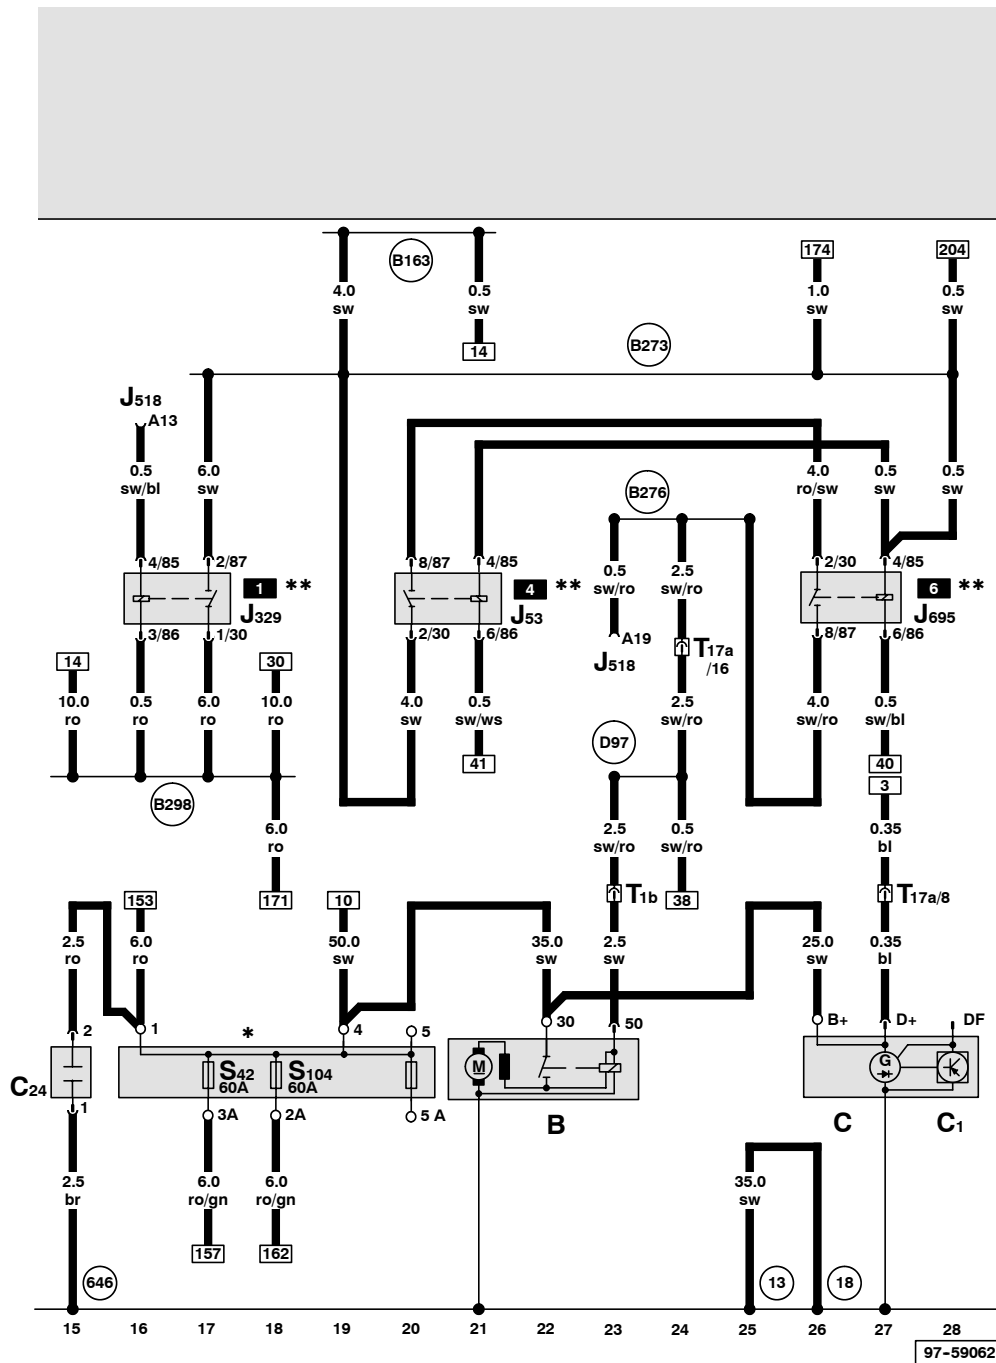 B163
174
204
4.0
sw
0.5
sw
1.0
sw
0.5
sw
14
B273
J518
A13
0.5
sw/bl
6.0
sw
4.0
ro/sw
0.5
sw
0.5
sw
B276
4/85
2/87
8/87
4/85
2/30
4/85
0.5
sw/ro
2.5
sw/ro
1
**
J329
4
**
J53
6
**
J695
3/86
1/30
2/30
6/86
A19
J518
T17a
/16
8/87
6/86
14
30
10.0
ro
0.5
ro
6.0
ro
10.0
ro
4.0
sw
0.5
sw/ws
2.5
sw/ro
4.0
sw/ro
0.5
sw/bl
D97
41
40
3
B298
6.0
ro
2.5
sw/ro
0.5
sw/ro
0.35
bl
153
171
10
T1b
38
T17a/8
2.5
ro
6.0
ro
50.0
sw
35.0
sw
2.5
sw
25.0
sw
0.35
bl
2
1
*
4
5
30
50
B+
D+
DF
C24
S42
60A
S104
60A
M
G
1
3A
2A
5 A
B
C
C1
2.5
br
6.0
ro/gn
6.0
ro/gn
35.0
sw
157
162
646
13
18
15 16 17 18 19 20 21 22 23 24 25 26 27 28
97-59062